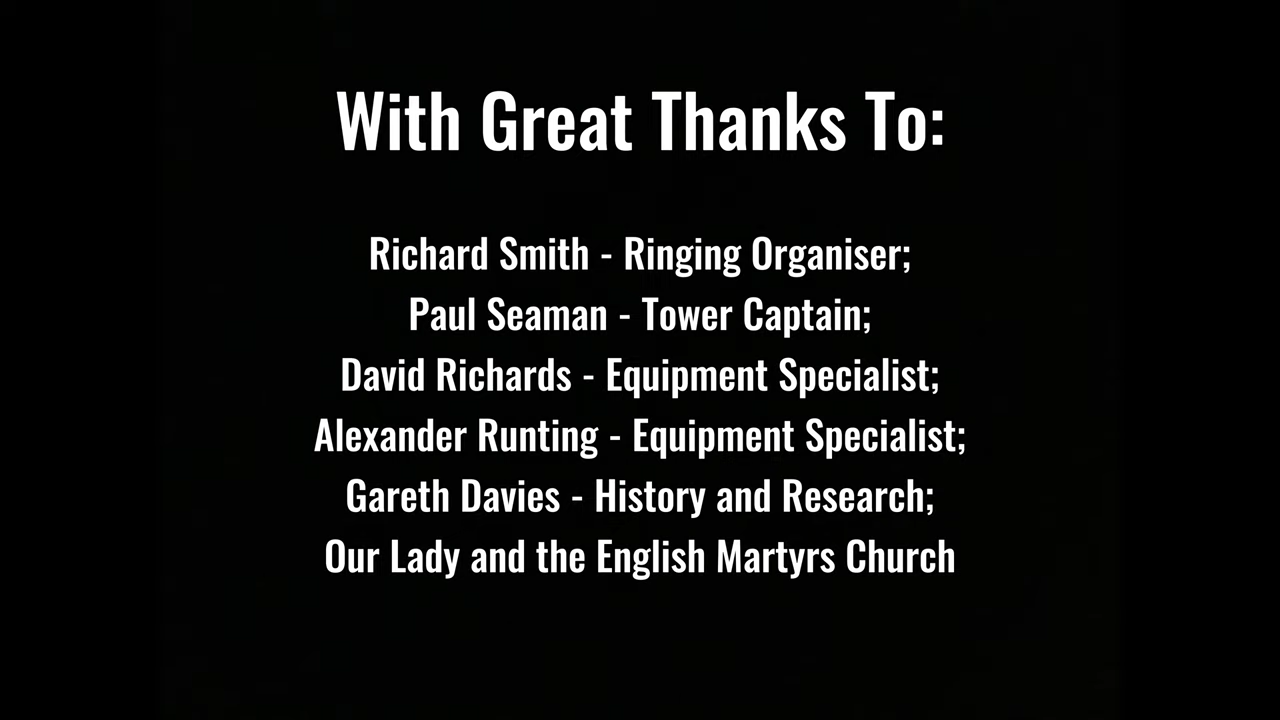 With Great Thanks To:
Richard Smith - Ringing Organiser;
Paul Seaman - Tower Captain;
David Richards - Equipment Specialist;
Alexander Runting - Equipment Specialist;
Gareth Davies - History and Research;
Our Lady and the English Martyrs Church